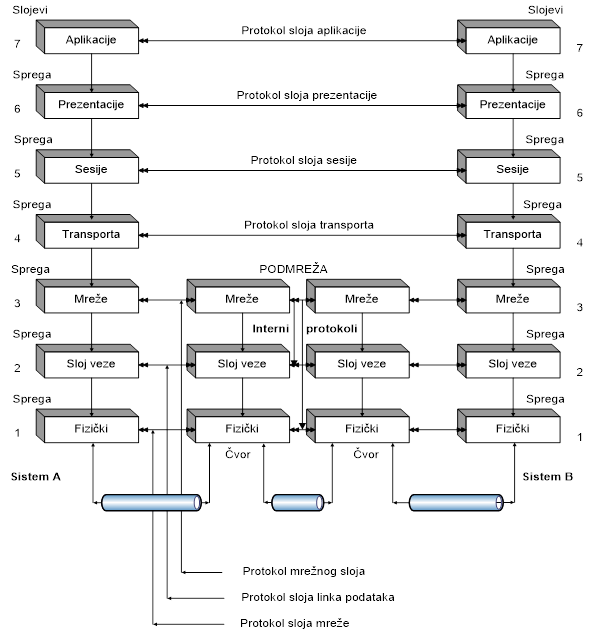 Slojevi Slojevi
7 Aplikacije Protokol sloja aplikacije Aplikacije 7
Sprega Sprega
6 Prezentacije Protokol sloja prezentacije Prezentacije 6
Sprega Sprega
5 Sesije Protokol sloja sesije Sesije 5
Sprega Sprega
4 Transporta Protokol sloja transporta Transporta 4
Sprega PODMREŽA Sprega
3 Mreže Mreže Mreže Mreže 3
Sprega Interni protokoli Sprega
2 Sloj veze Sloj veze Sloj veze Sloj veze 2
Sprega Sprega
1 Fizički Fizički Fizički Fizički 1
Čvor Čvor
Sistem A Sistem B
Protokol mrežnog sloja
Protokol sloja linka podataka
Protokol sloja mreže